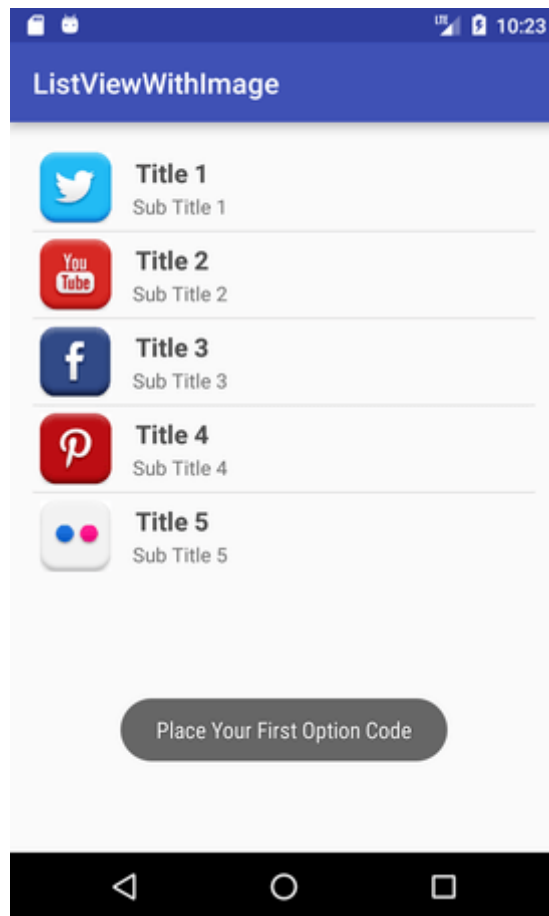 LTE 10:23
ListViewWithImage
Title 1
Sub Title 1
You
Tube
Title 2
Sub Title 2
f
Title 3
Sub Title 3
Title 4
Sub Title 4
Title 5
Sub Title 5
Place Your First Option Code